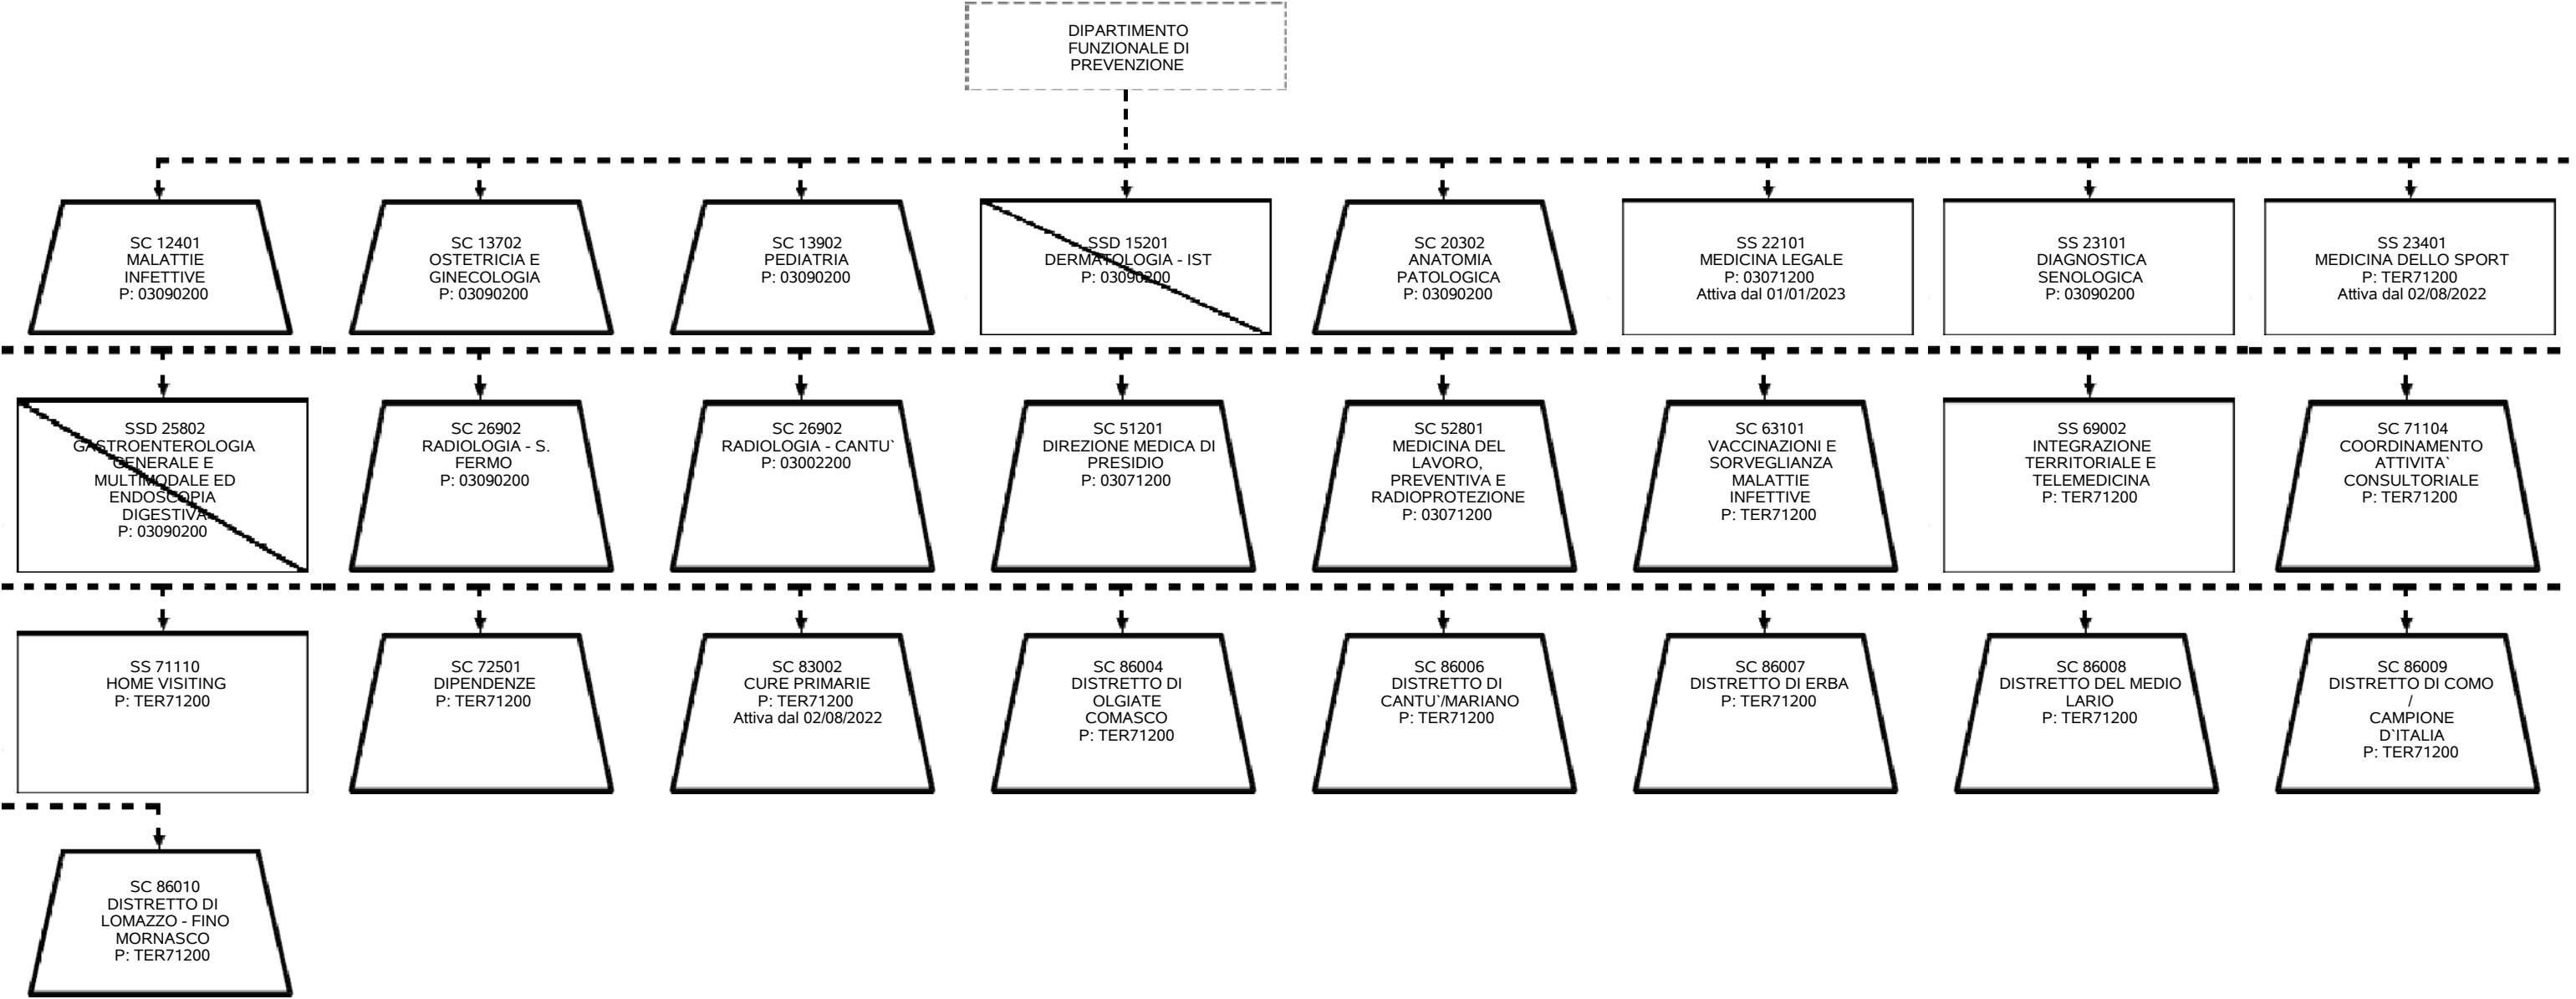 DIPARTIMENTO
FUNZIONALE DI
PREVENZIONE
SC 12401
MALATTIE
INFETTIVE
P: 03090200
SC 13702
OSTETRICIA E
GINECOLOGIA
P: 03090200
SC 13902
PEDIATRIA
P: 03090200
SSD 15201
DERMATOLOGIA - IST
P: 03090200
SC 20302
ANATOMIA
PATOLOGICA
P: 03090200
SS 22101
MEDICINA LEGALE
P: 03071200
Attiva dal 01/01/2023
SS 23101
DIAGNOSTICA
SENOLOGICA
P: 03090200
SS 23401
MEDICINA DELLO SPORT
P: TER71200
Attiva dal 02/08/2022
SSD 25802
GASTROENTEROLOGIA
GENERALE E
MULTIMODALE ED
ENDOSCOPIA
DIGESTIVA
P: 03090200
SC 26902
RADIOLOGIA - S.
FERMO
P: 03090200
SC 26902
RADIOLOGIA - CANTU`
P: 03002200
SC 51201
DIREZIONE MEDICA DI
PRESIDIO
P: 03071200
SC 52801
MEDICINA DEL
LAVORO,
PREVENTIVA E
RADIOPROTEZIONE
P: 03071200
SC 63101
VACCINAZIONI E
SORVEGLIANZA
MALATTIE
INFETTIVE
P: TER71200
SS 69002
INTEGRAZIONE
TERRITORIALE E
TELEMEDICINA
P: TER71200
SC 71104
COORDINAMENTO
ATTIVITA`
CONSULTORIALE
P: TER71200
SS 71110
HOME VISITING
P: TER71200
SC 72501
DIPENDENZE
P: TER71200
SC 83002
CURE PRIMARIE
P: TER71200
Attiva dal 02/08/2022
SC 86004
DISTRETTO DI
OLGIATE
COMASCO
P: TER71200
SC 86006
DISTRETTO DI
CANTU`/MARIANO
P: TER71200
SC 86007
DISTRETTO DI ERBA
P: TER71200
SC 86008
DISTRETTO DEL MEDIO
LARIO
P: TER71200
SC 86009
DISTRETTO DI COMO
/
CAMPIONE
D`ITALIA
P: TER71200
SC 86010
DISTRETTO DI
LOMAZZO - FINO
MORNASCO
P: TER71200